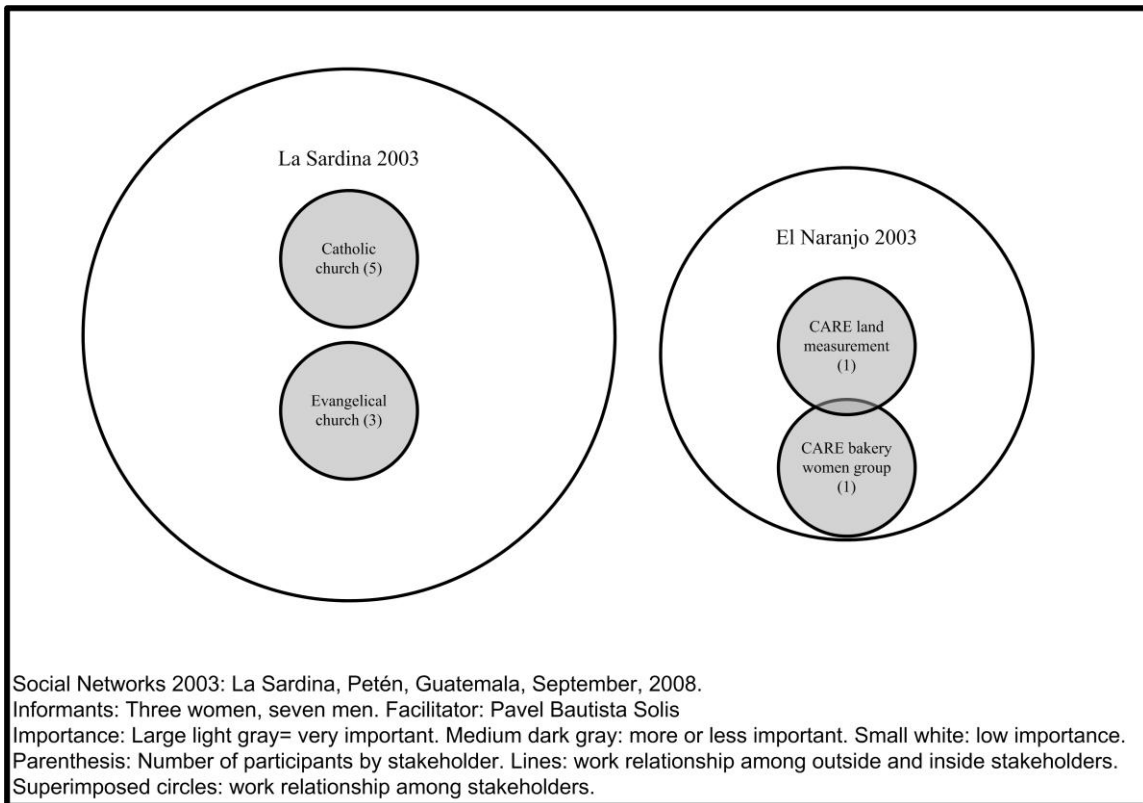 La Sardina 2003
Catholic
church (5)
Evangelical
church (3)
El Naranjo 2003
CARE land
measurement
(1)
CARE bakery
women group
(1)
Social Networks 2003: La Sardina, Petén, Guatemala, September, 2008.
Informants: Three women, seven men. Facilitator: Pavel Bautista Solis
Importance: Large light gray= very important. Medium dark gray: more or less important. Small white: low importance.
Parenthesis: Number of participants by stakeholder. Lines: work relationship among outside and inside stakeholders.
Superimposed circles: work relationship among stakeholders.